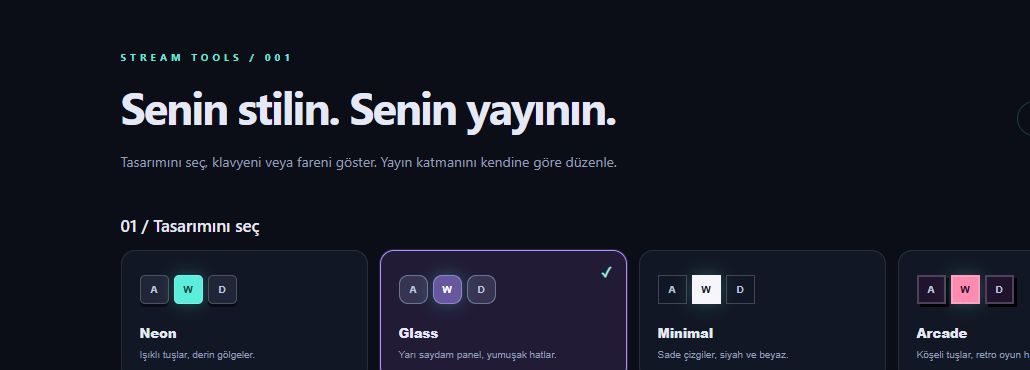 STREAM TOOLS / 001
Senin stilin. Senin yayının.
Tasarımını seç, klavyeni veya fareni göster. Yayın katmanını kendine göre düzenle.
01 / Tasarımını seç
A W D
Neon
Işıklı tuşlar, derin gölgeler.
A W D
Glass
Yarı saydam panel, yumuşak hatlar.
A W D
Minimal
Sade çizgiler, siyah ve beyaz.
A W D
Arcade
Köşeli tuşlar, retro oyun